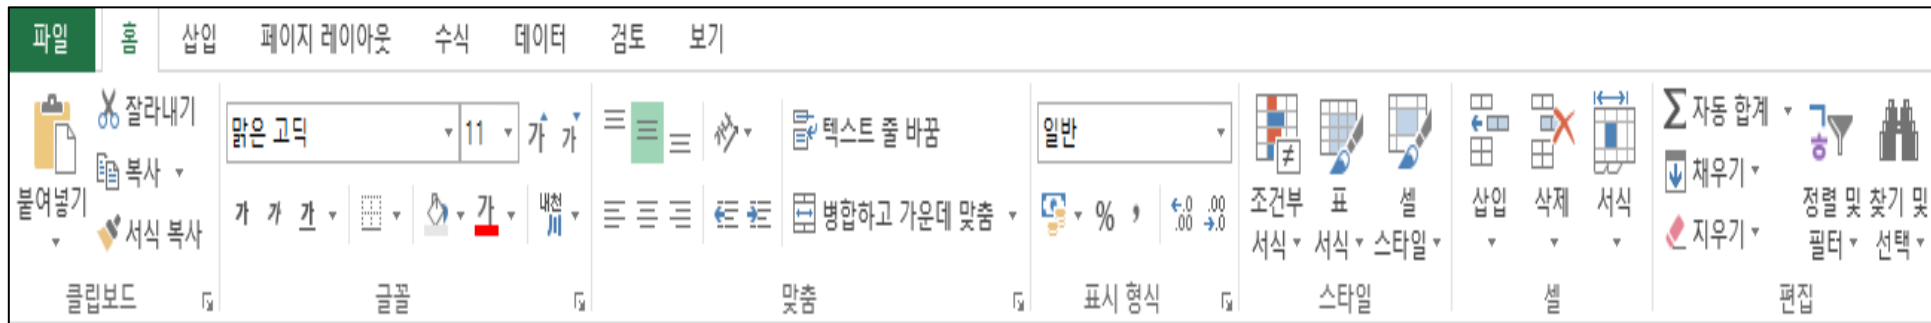 파일 홈 삽입 페이지 레이아웃 수식 데이터 검토 보기
붙여넣기
잘라내기
복사
서식 복사
클립보드
맑은 고딕 11 가 가
가 가 가 가 내천 川
글꼴
가나
텍스트 줄 바꿈
병합하고 가운데 맞춤
맞춤
일반
% , .0 .00 .00 .0
표시 형식
조건부
서식
표
서식
셀
스타일
스타일
삽입 삭제 서식
셀
∑ 자동 합계
채우기
지우기
ㄱ
ㅎ
정렬 및
필터
찾기 및
선택
편집